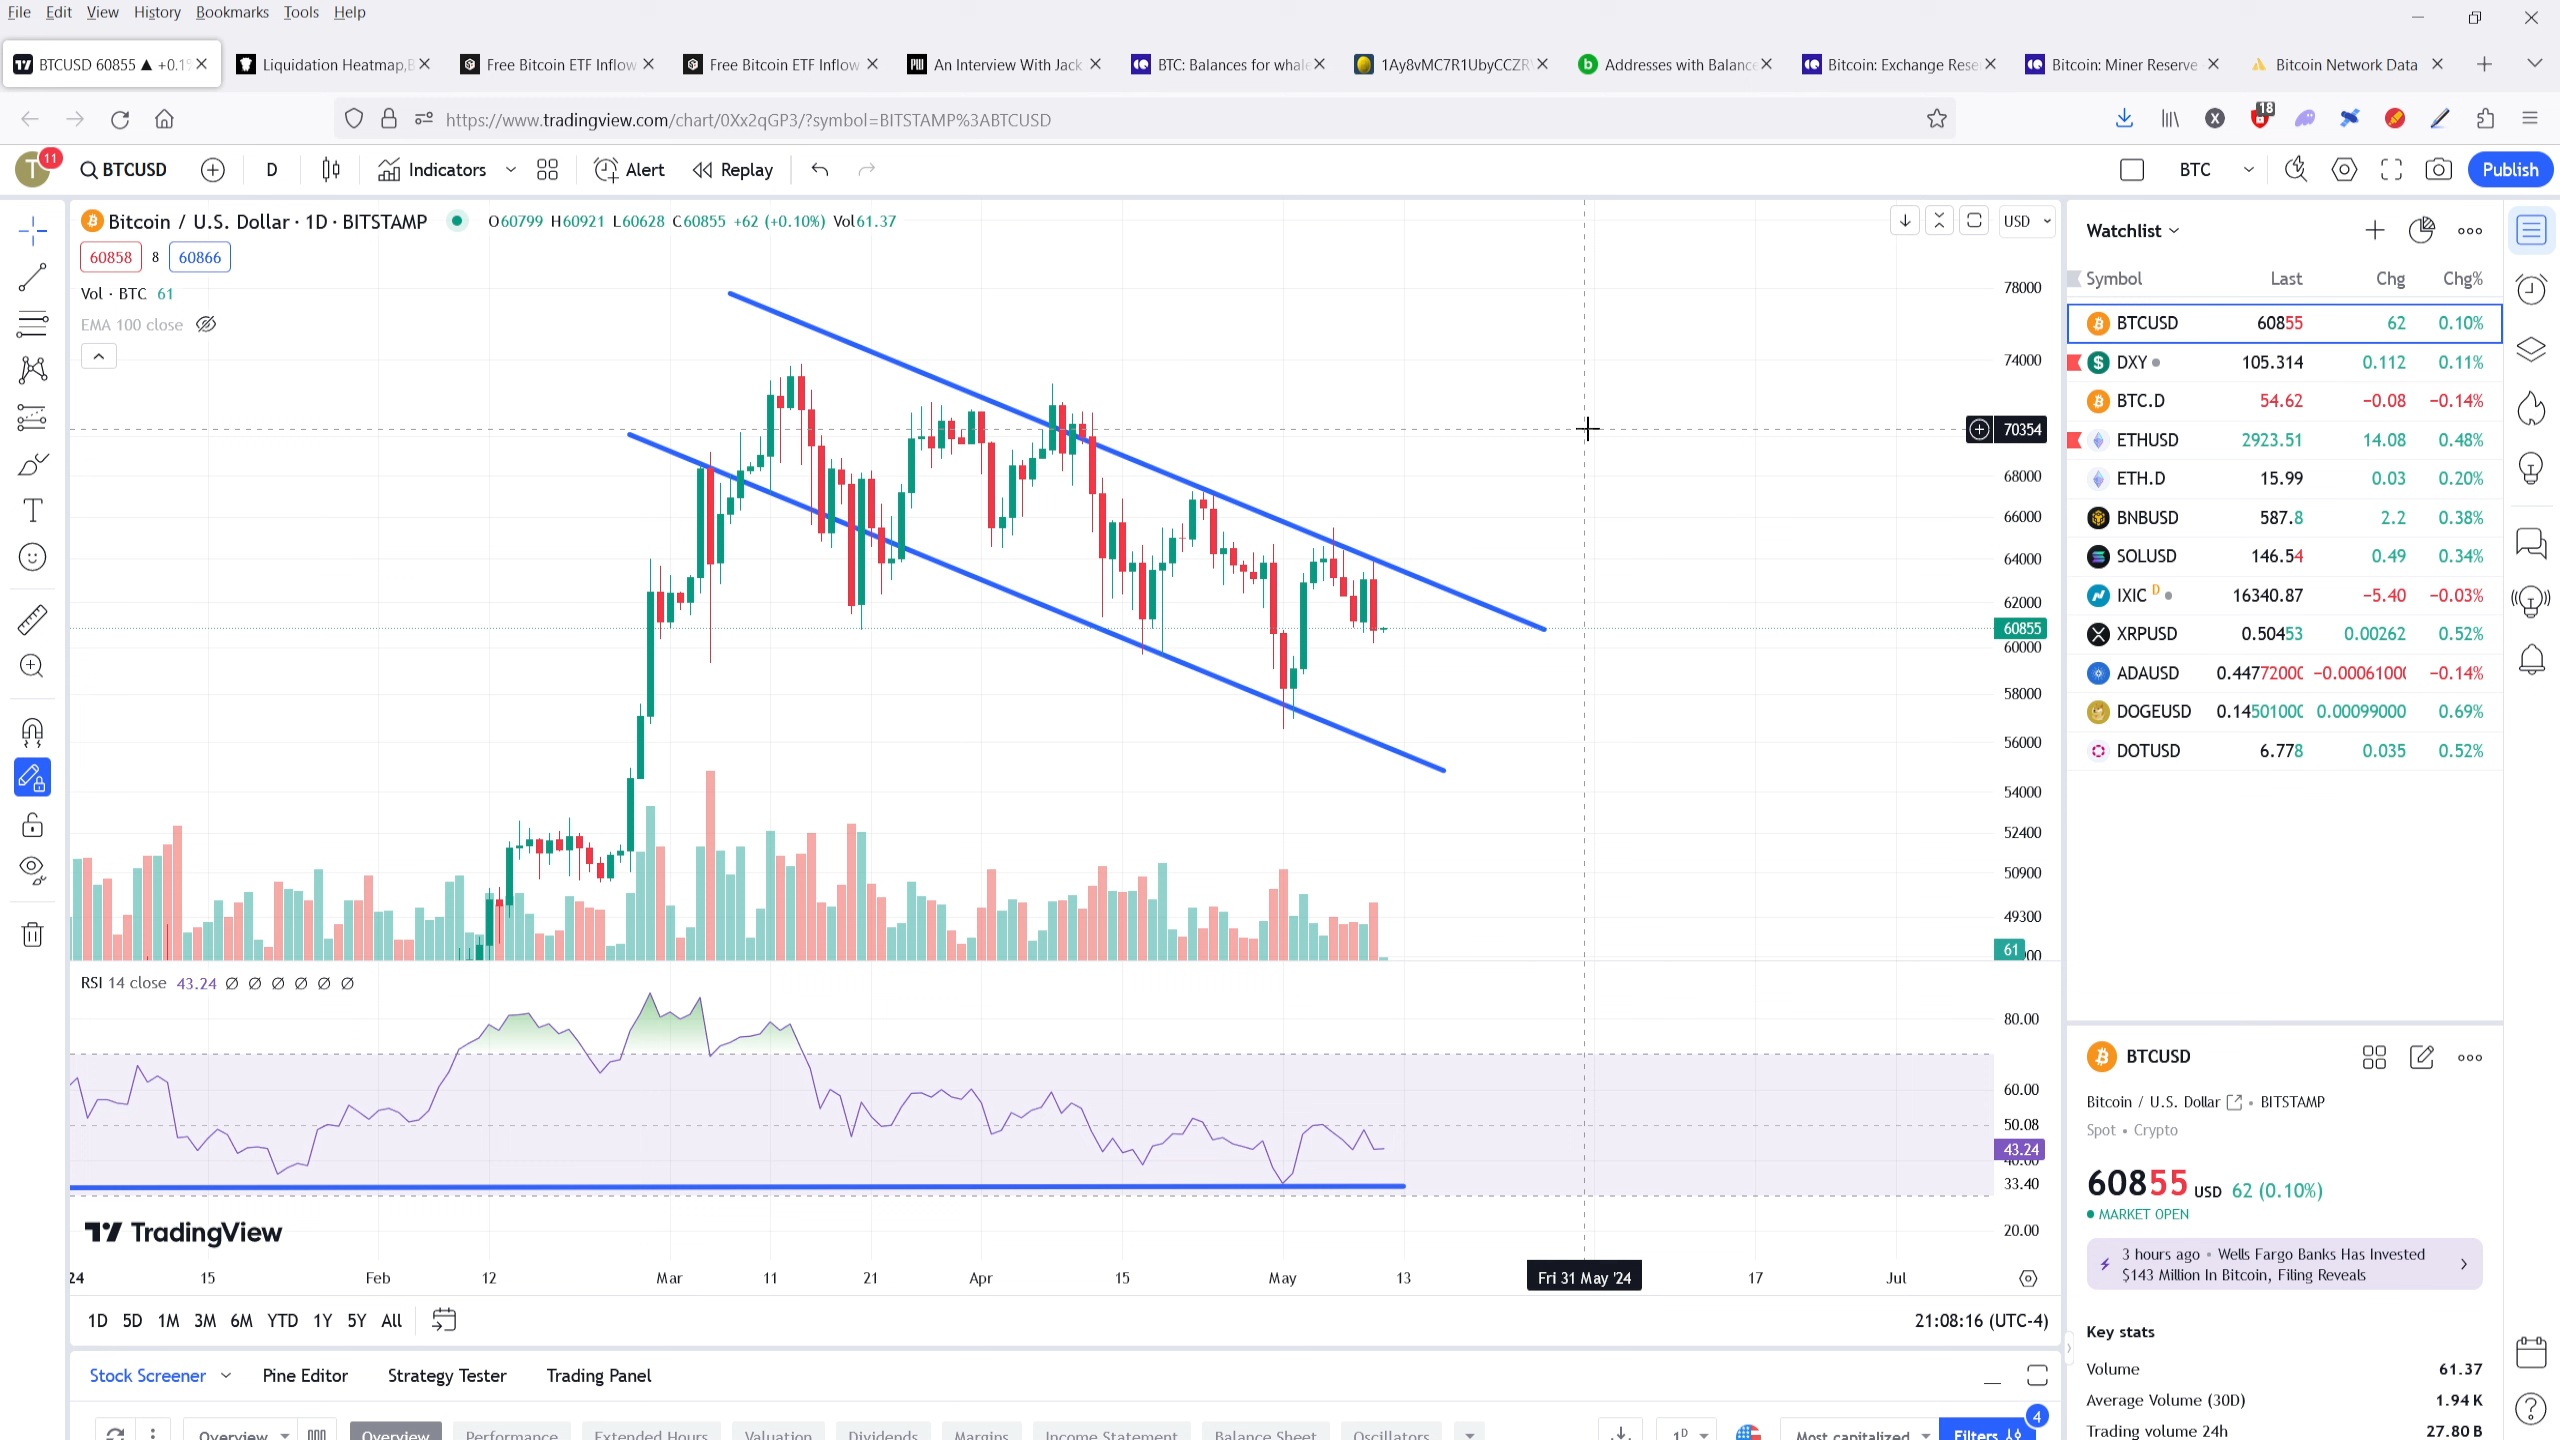 File Edit View History Bookmarks Tools Help
BTCUSD 60855 ▲ +0.1
Liquidation Heatmap,
Free Bitcoin ETF Inflow
Free Bitcoin ETF Inflow
An Interview With Jack
BTC: Balances for whale
1Ay8vMC7R1UbyCCZR
Addresses with Balance
Bitcoin: Exchange Rese
Bitcoin: Miner Reserve
Bitcoin Network Data
https://www.tradingview.com/chart/0Xx2qGP3/?symbol=BITSTAMP%3ABTCUSD
18
T 11 BTCUSD D Indicators Alert Replay BTC Publish
Bitcoin / U.S. Dollar · 1D · BITSTAMP O60799 H60921 L60628 C60855 +62 (+0.10%) Vol61.37
USD
60858 8 60866
Vol · BTC 61
EMA 100 close
78000
74000
70354
68000
66000
64000
62000
60855
60000
58000
56000
54000
52400
50900
49300
61
RSI 14 close 43.24
80.00
60.00
50.08
43.24
33.40
20.00
TradingView
24 15 Feb 12 Mar 11 21 Apr 15 May 13 Fri 31 May '24 17 Jul
1D 5D 1M 3M 6M YTD 1Y 5Y All
21:08:16 (UTC-4)
Stock Screener Pine Editor Strategy Tester Trading Panel
Overview Overview Performance Extended Hours Valuation Dividends Margins Income Statement Balance Sheet Oscillators 1D Most capitalized Filters 4
Watchlist
Symbol Last Chg Chg%
BTCUSD 60855 62 0.10%
DXY 105.314 0.112 0.11%
BTC.D 54.62 −0.08 −0.14%
ETHUSD 2923.51 14.08 0.48%
ETH.D 15.99 0.03 0.20%
BNBUSD 587.8 2.2 0.38%
SOLUSD 146.54 0.49 0.34%
IXIC D 16340.87 −5.40 −0.03%
XRPUSD 0.50453 0.00262 0.52%
ADAUSD 0.4477200 −0.0006100 −0.14%
DOGEUSD 0.1450100 0.00099000 0.69%
DOTUSD 6.778 0.035 0.52%
BTCUSD
Bitcoin / U.S. Dollar • BITSTAMP
Spot • Crypto
60855 USD 62 (0.10%)
MARKET OPEN
3 hours ago • Wells Fargo Banks Has Invested
$143 Million In Bitcoin, Filing Reveals
Key stats
Volume 61.37
Average Volume (30D) 1.94 K
Trading volume 24h 27.80 B